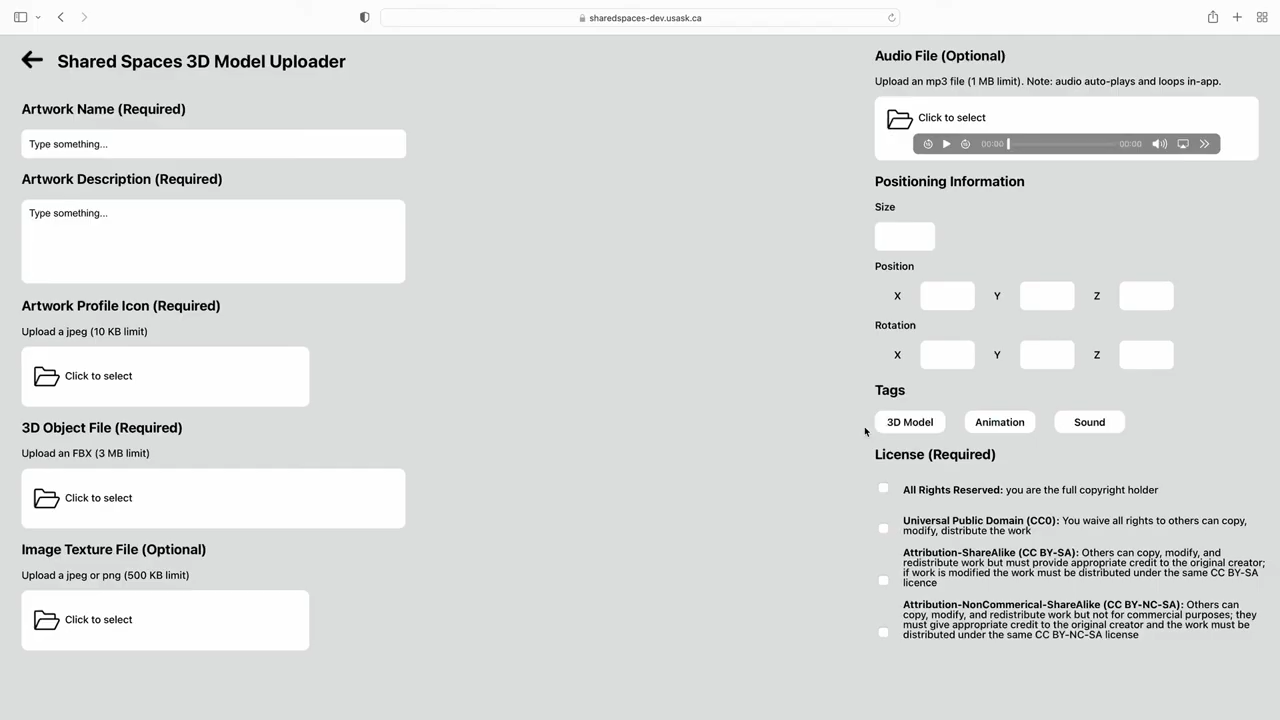 sharedspaces-dev.usask.ca
Shared Spaces 3D Model Uploader
Artwork Name (Required)
Type something...
Artwork Description (Required)
Type something...
Artwork Profile Icon (Required)
Upload a jpeg (10 KB limit)
Click to select
3D Object File (Required)
Upload an FBX (3 MB limit)
Click to select
Image Texture File (Optional)
Upload a jpeg or png (500 KB limit)
Click to select
Audio File (Optional)
Upload an mp3 file (1 MB limit). Note: audio auto-plays and loops in-app.
Click to select
00:00 00:00
Positioning Information
Size
Position
X Y Z
Rotation
X Y Z
Tags
3D Model Animation Sound
License (Required)
All Rights Reserved: you are the full copyright holder
Universal Public Domain (CC0): You waive all rights to others can copy,
modify, distribute the work
Attribution-ShareAlike (CC BY-SA): Others can copy, modify, and
redistribute work but must provide appropriate credit to the original creator;
if work is modified the work must be distributed under the same CC BY-SA
licence
Attribution-NonCommerical-ShareAlike (CC BY-NC-SA): Others can
copy, modify, and redistribute work but not for commercial purposes; they
must give appropriate credit to the original creator and the work must be
distributed under the same CC BY-NC-SA license